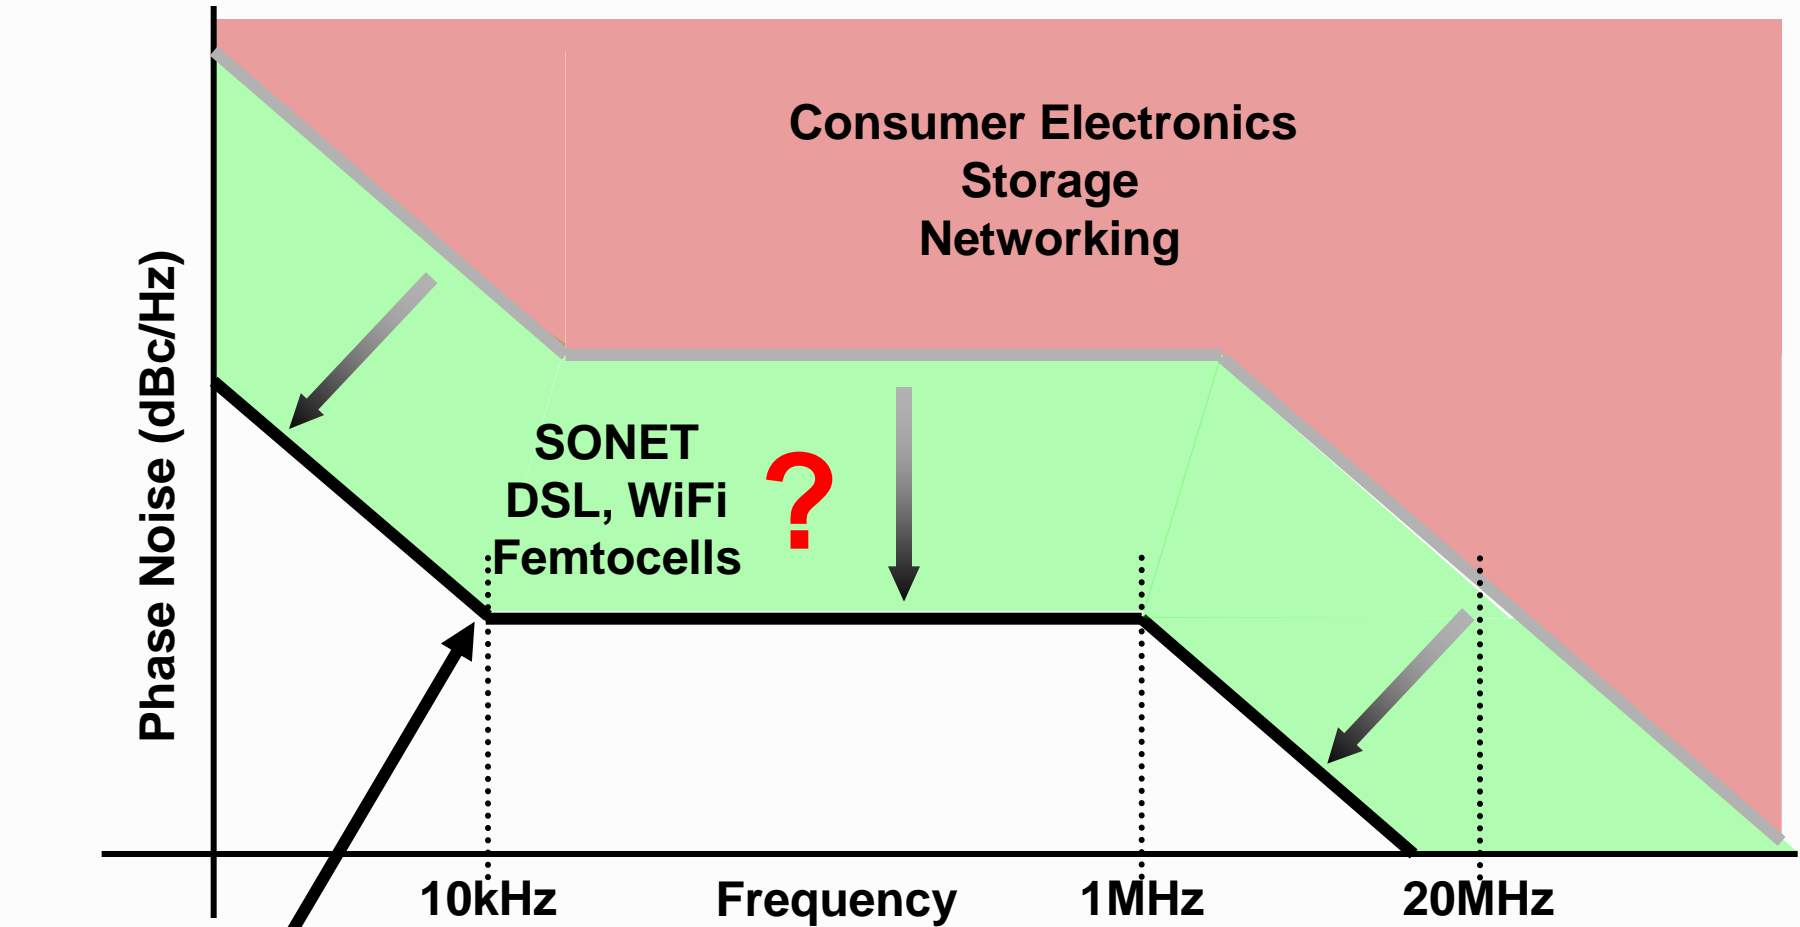 Consumer Electronics
Storage
Networking
Phase Noise (dBc/Hz)
SONET
DSL, WiFi
Femtocells
?
10kHz
Frequency
1MHz
20MHz